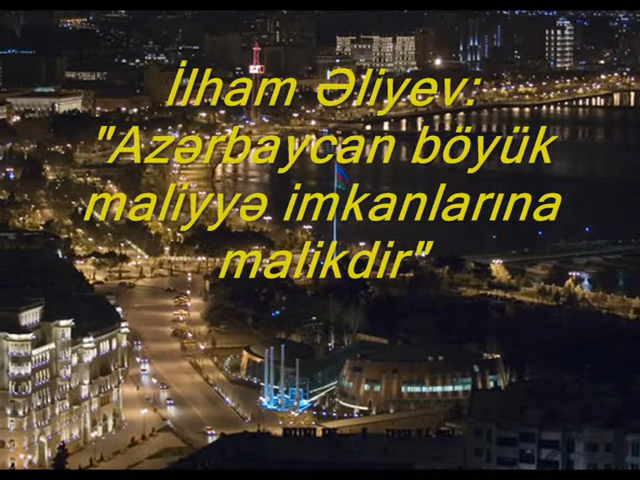 İlham Əliyev:
"Azərbaycan böyük
maliyyə imkanlarına
malikdir"